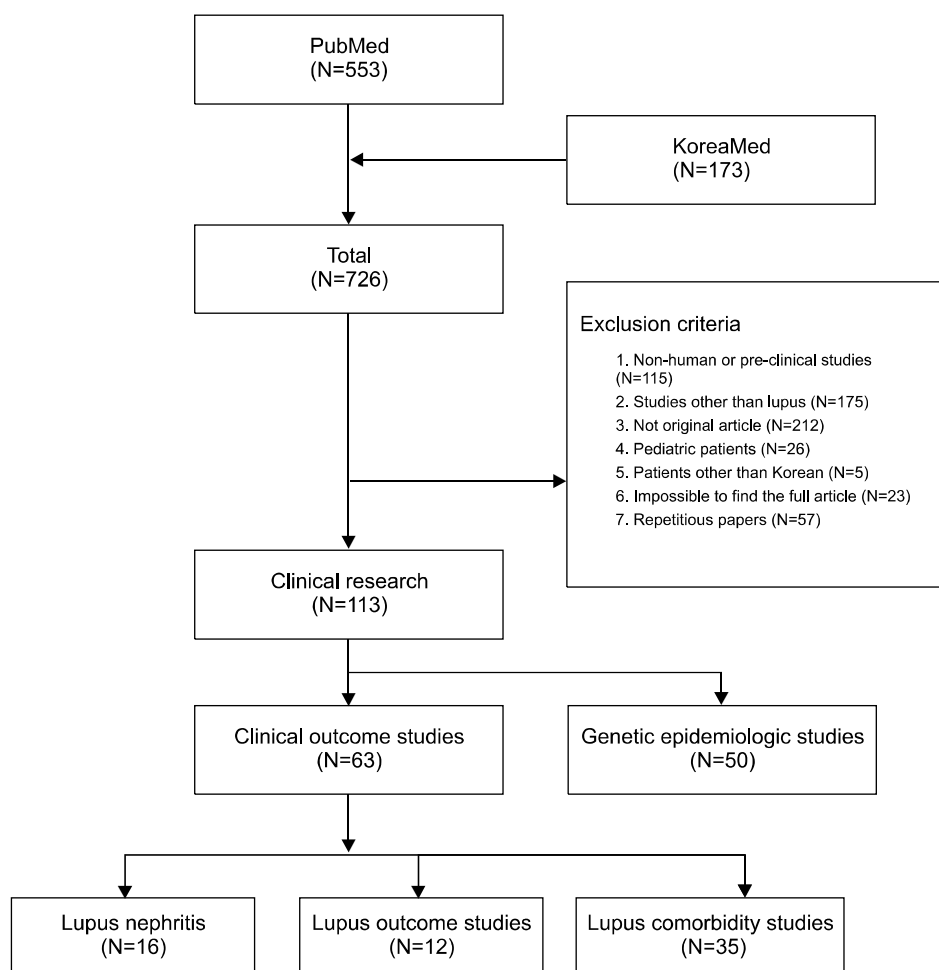 PubMed
(N=553)
KoreaMed
(N=173)
Total
(N=726)
Exclusion criteria
1. Non-human or pre-clinical studies
(N=115)
2. Studies other than lupus (N=175)
3. Not original article (N=212)
4. Pediatric patients (N=26)
5. Patients other than Korean (N=5)
6. Impossible to find the full article (N=23)
7. Repetitious papers (N=57)
Clinical research
(N=113)
Clinical outcome studies
(N=63)
Genetic epidemiologic studies
(N=50)
Lupus nephritis
(N=16)
Lupus outcome studies
(N=12)
Lupus comorbidity studies
(N=35)